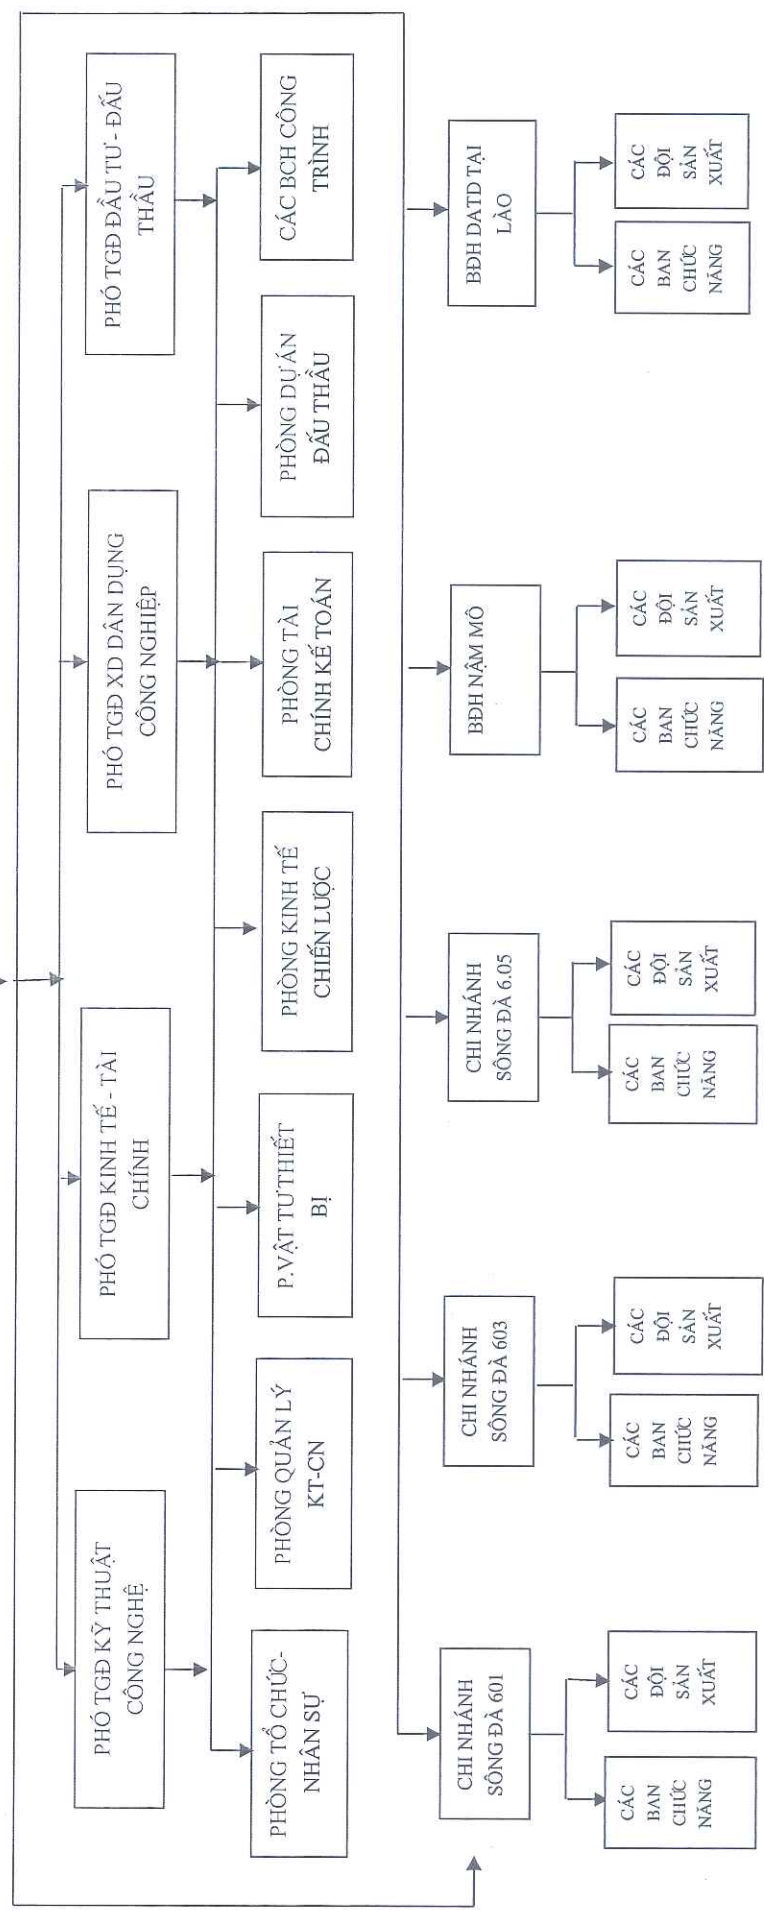 PHÓ TGĐ KỸ THUẬT
CÔNG NGHỆ
PHÓ TGĐ KINH TẾ - TÀI
CHÍNH
PHÓ TGĐ XD DÂN DỤNG
CÔNG NGHIỆP
PHÓ TGĐ ĐẦU TƯ - ĐẤU
THẦU
PHÒNG TỔ CHỨC-
NHÂN SỰ
PHÒNG QUẢN LÝ
KT-CN
P.VẬT TƯ THIẾT
BỊ
PHÒNG KINH TẾ
CHIẾN LƯỢC
PHÒNG TÀI
CHÍNH KẾ TOÁN
PHÒNG DỰ ÁN
ĐẤU THẦU
CÁC BCH CÔNG
TRÌNH
CHI NHÁNH
SÔNG ĐÀ 601
CHI NHÁNH
SÔNG ĐÀ 603
CHI NHÁNH
SÔNG ĐÀ 6.05
BĐH NẬM MÔ
BĐH DATD TẠI
LÀO
CÁC
BAN
CHỨC
NĂNG
CÁC
ĐỘI
SẢN
XUẤT
CÁC
BAN
CHỨC
NĂNG
CÁC
ĐỘI
SẢN
XUẤT
CÁC
BAN
CHỨC
NĂNG
CÁC
ĐỘI
SẢN
XUẤT
CÁC
BAN
CHỨC
NĂNG
CÁC
ĐỘI
SẢN
XUẤT
CÁC
BAN
CHỨC
NĂNG
CÁC
ĐỘI
SẢN
XUẤT